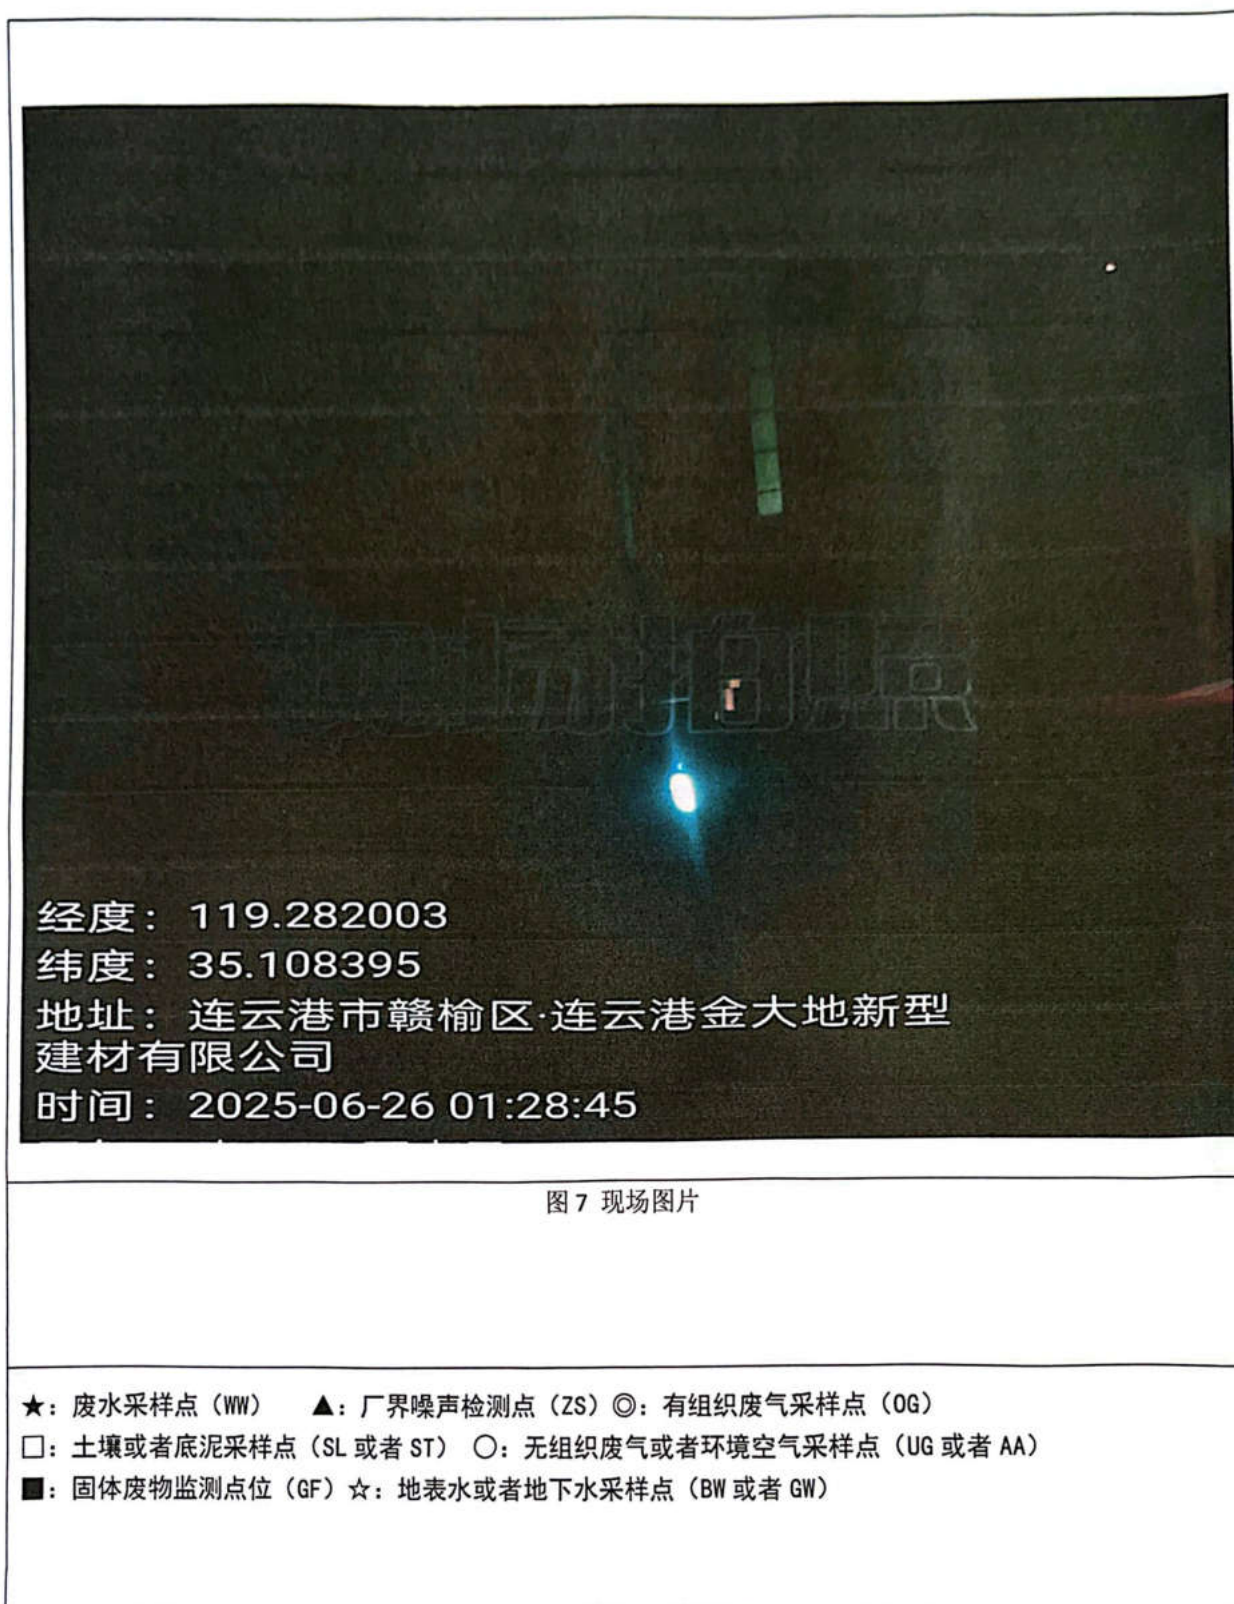 经度： 119.282003
纬度： 35.108395
地址： 连云港市赣榆区·连云港金大地新型
建材有限公司
时间： 2025-06-26 01:28:45
图 7 现场图片
★：废水采样点（WW） ▲：厂界噪声检测点（ZS）◎：有组织废气采样点（OG）
□：土壤或者底泥采样点（SL 或者 ST） ○：无组织废气或者环境空气采样点（UG 或者 AA）
■：固体废物监测点位（GF）☆：地表水或者地下水采样点（BW 或者 GW）